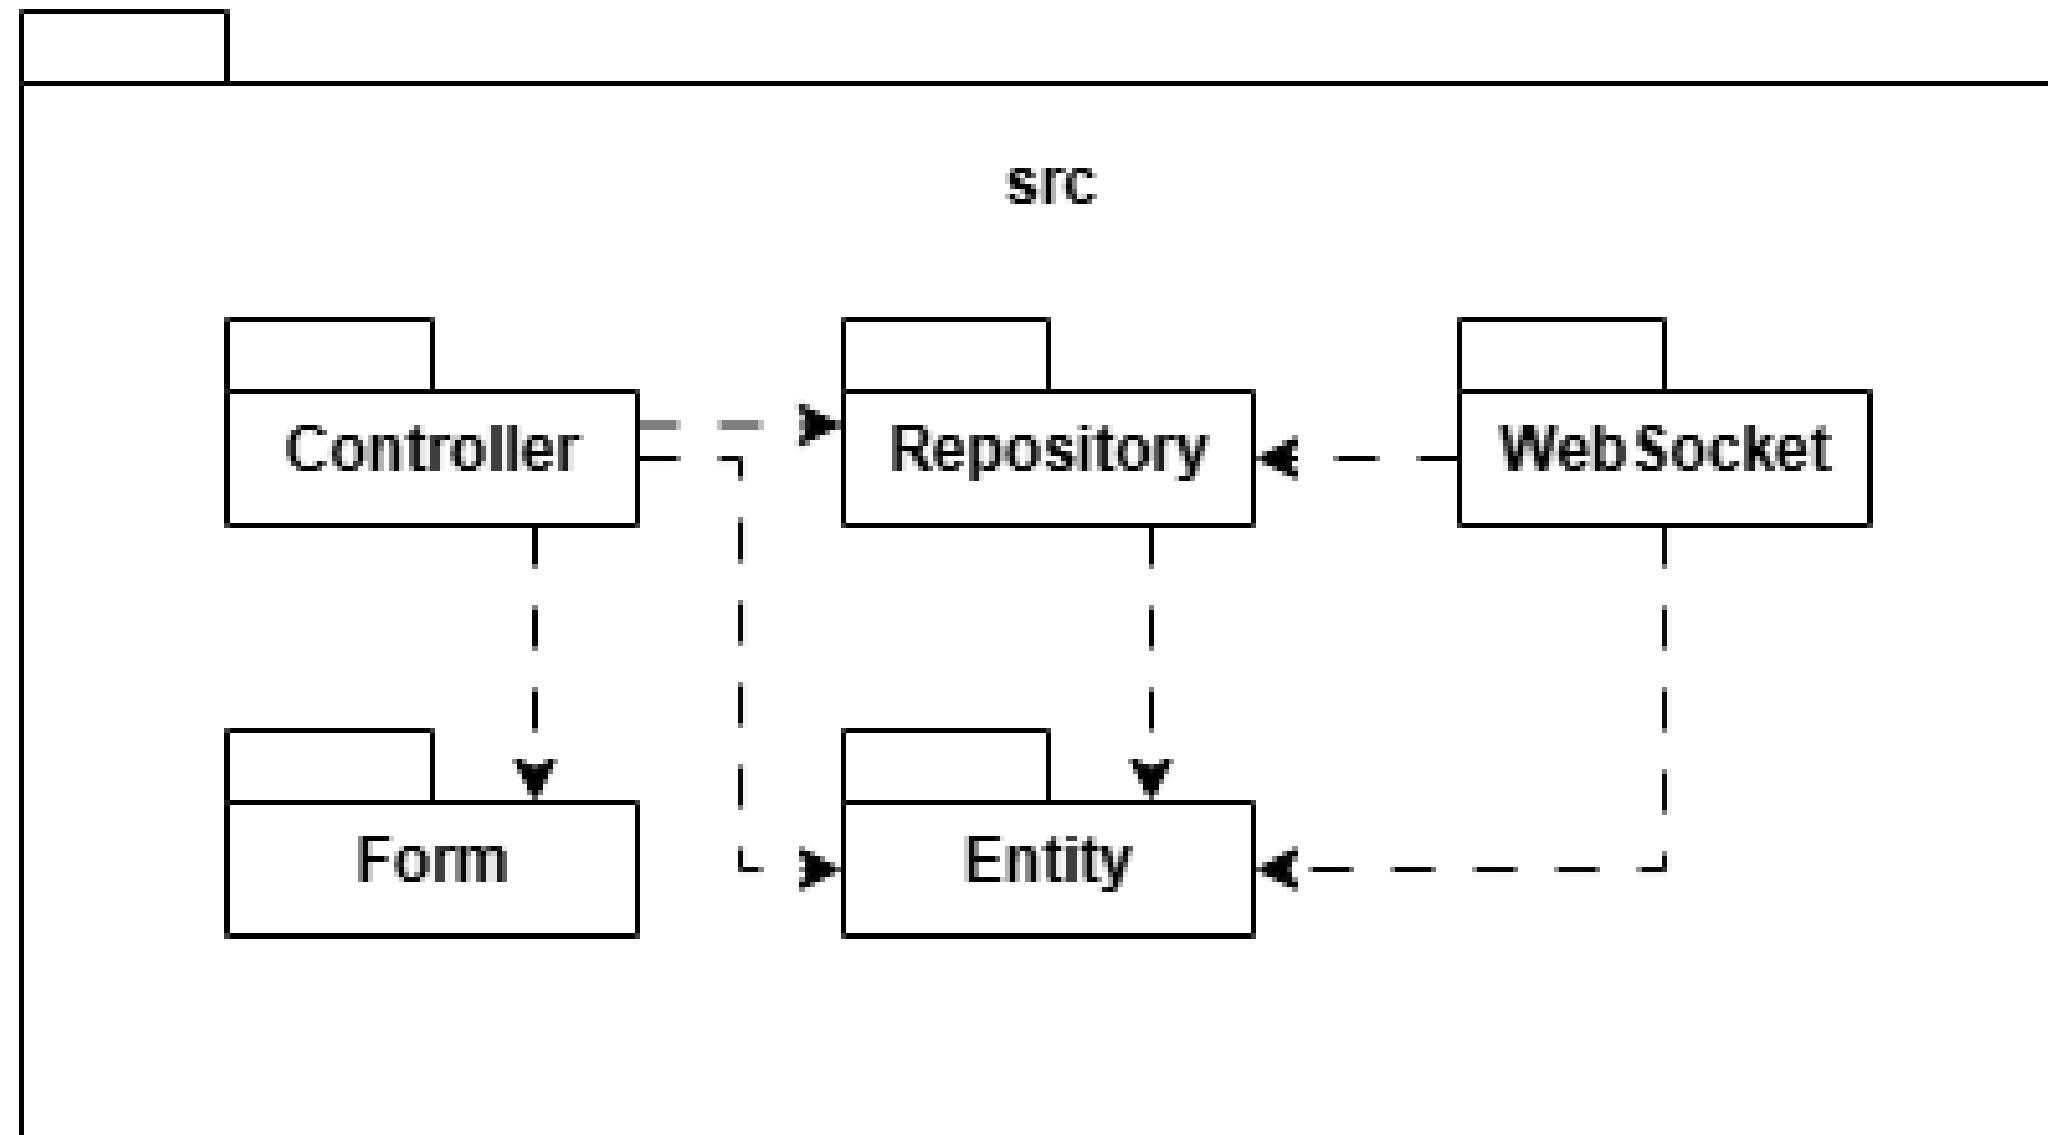 src
Controller
Repository
WebSocket
Form
Entity